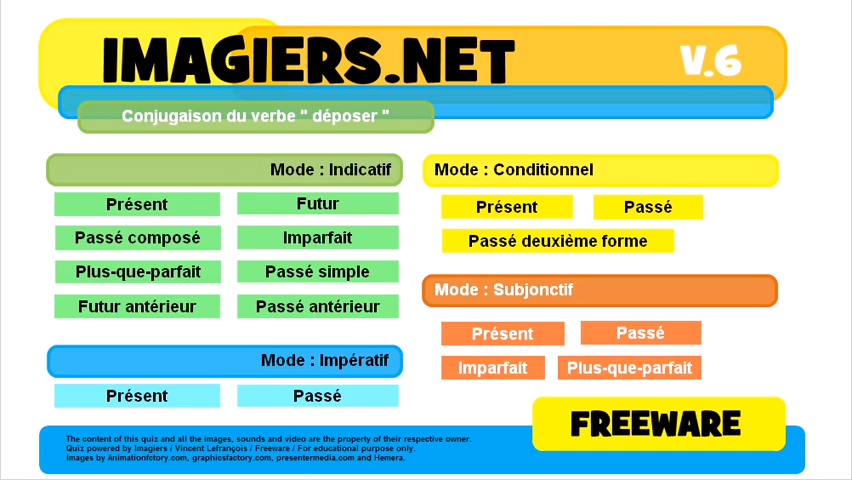 IMAGIERS.NET
V.6
Conjugaison du verbe " déposer "
Mode : Indicatif
Présent
Futur
Passé composé
Imparfait
Plus-que-parfait
Passé simple
Futur antérieur
Passé antérieur
Mode : Impératif
Présent
Passé
Mode : Conditionnel
Présent
Passé
Passé deuxième forme
Mode : Subjonctif
Présent
Passé
Imparfait
Plus-que-parfait
FREEWARE
The content of this quiz and all the images, sounds and video are the property of their respective owner.
Quiz powered by Imagiers / Vincent Lefrançois / Freeware / For educational purpose only.
Images by Animationfctory.com, graphicsfactory.com, presentermedia.com and Hemera.